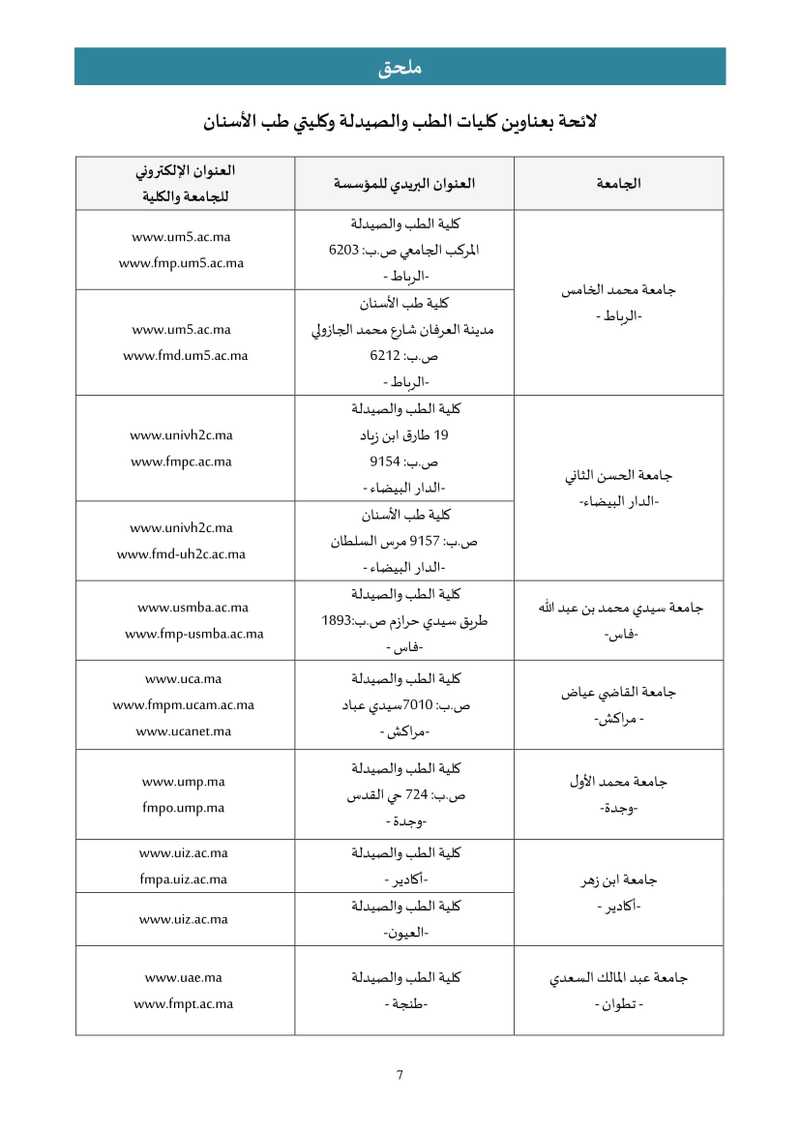 ملحق
لائحة بعناوين كليات الطب والصيدلة وكليتي طب الأسنان
الجامعة
العنوان البريدي للمؤسسة
العنوان الإلكتروني
للجامعة والكلية
جامعة محمد الخامس
-الرباط -
كلية الطب والصيدلة
المركب الجامعي ص.ب: 6203
-الرباط -
www.um5.ac.ma
www.fmp.um5.ac.ma
كلية طب الأسنان
مدينة العرفان شارع محمد الجازولي
ص.ب: 6212
-الرباط -
www.um5.ac.ma
www.fmd.um5.ac.ma
جامعة الحسن الثاني
-الدار البيضاء-
كلية الطب والصيدلة
19 طارق ابن زياد
ص.ب: 9154
-الدار البيضاء -
www.univh2c.ma
www.fmpc.ac.ma
كلية طب الأسنان
ص.ب: 9157 مرس السلطان
-الدار البيضاء -
www.univh2c.ma
www.fmd-uh2c.ac.ma
جامعة سيدي محمد بن عبد الله
-فاس-
كلية الطب والصيدلة
طريق سيدي حرازم ص.ب:1893
-فاس -
www.usmba.ac.ma
www.fmp-usmba.ac.ma
جامعة القاضي عياض
- مراكش-
كلية الطب والصيدلة
ص.ب: 7010سيدي عباد
-مراكش -
www.uca.ma
www.fmpm.ucam.ac.ma
www.ucanet.ma
جامعة محمد الأول
-وجدة-
كلية الطب والصيدلة
ص.ب: 724 حي القدس
-وجدة -
www.ump.ma
fmpo.ump.ma
جامعة ابن زهر
-أكادير -
كلية الطب والصيدلة
-أكادير -
www.uiz.ac.ma
fmpa.uiz.ac.ma
كلية الطب والصيدلة
-العيون-
www.uiz.ac.ma
جامعة عبد المالك السعدي
- تطوان -
كلية الطب والصيدلة
-طنجة -
www.uae.ma
www.fmpt.ac.ma
7